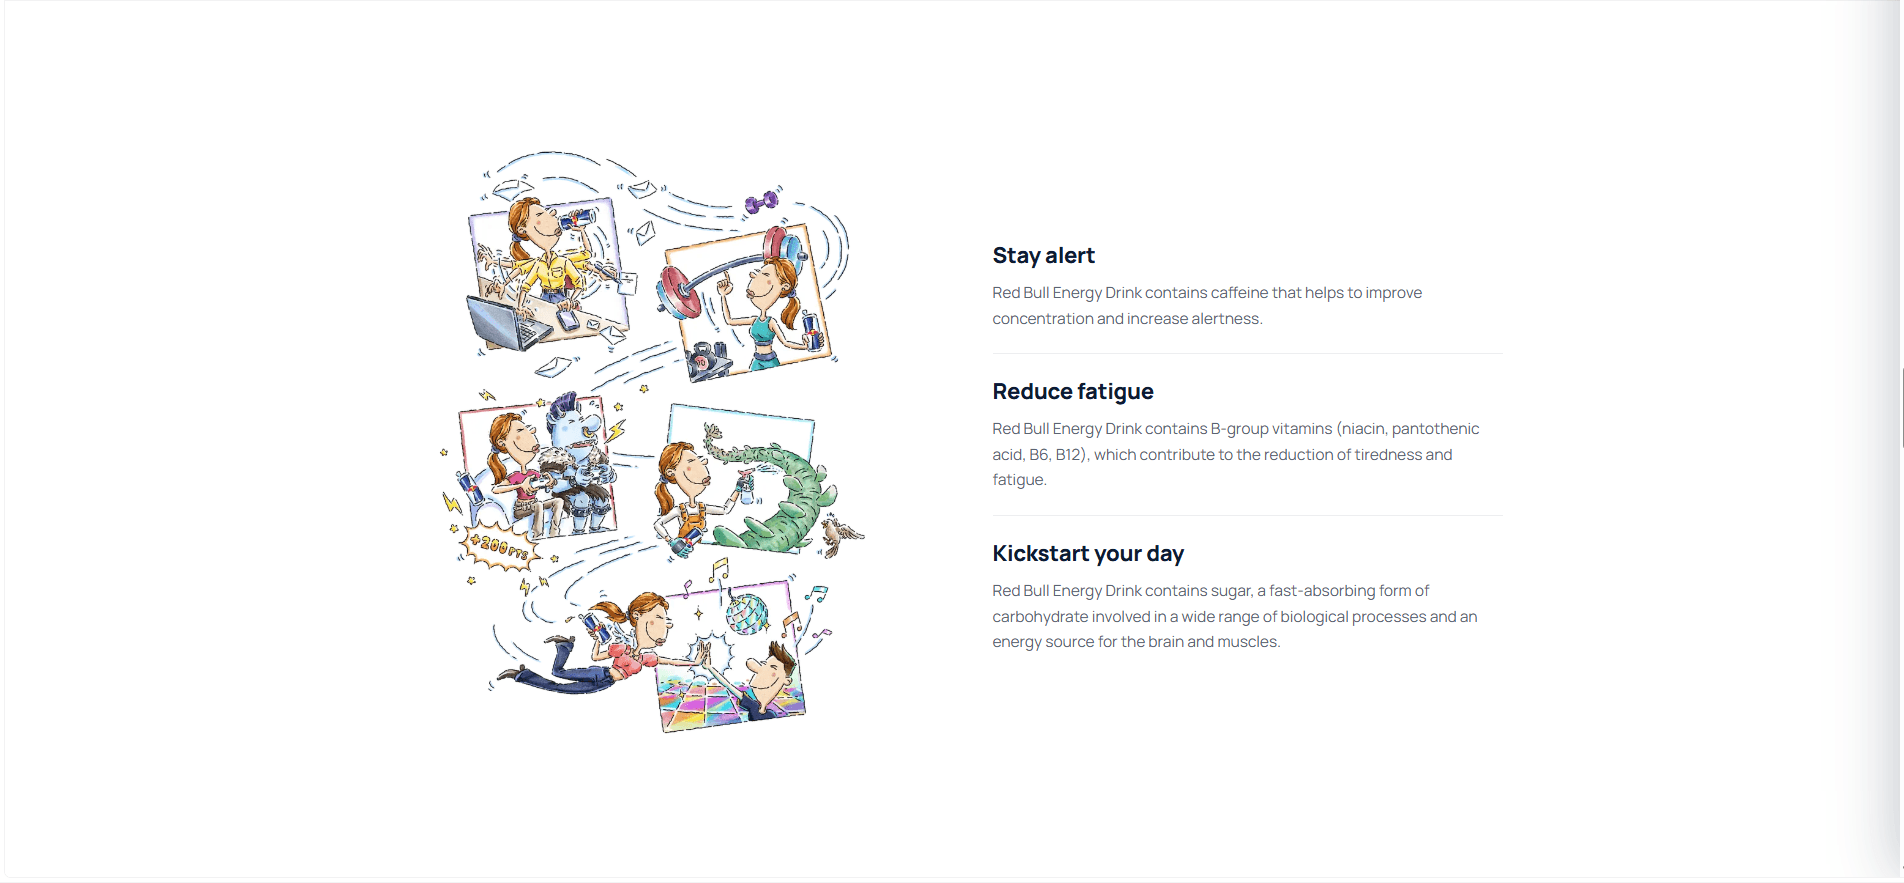 Stay alert
Red Bull Energy Drink contains caffeine that helps to improve
concentration and increase alertness.
Reduce fatigue
Red Bull Energy Drink contains B-group vitamins (niacin, pantothenic
acid, B6, B12), which contribute to the reduction of tiredness and
fatigue.
+200 PTS
Kickstart your day
Red Bull Energy Drink contains sugar, a fast-absorbing form of
carbohydrate involved in a wide range of biological processes and an
energy source for the brain and muscles.